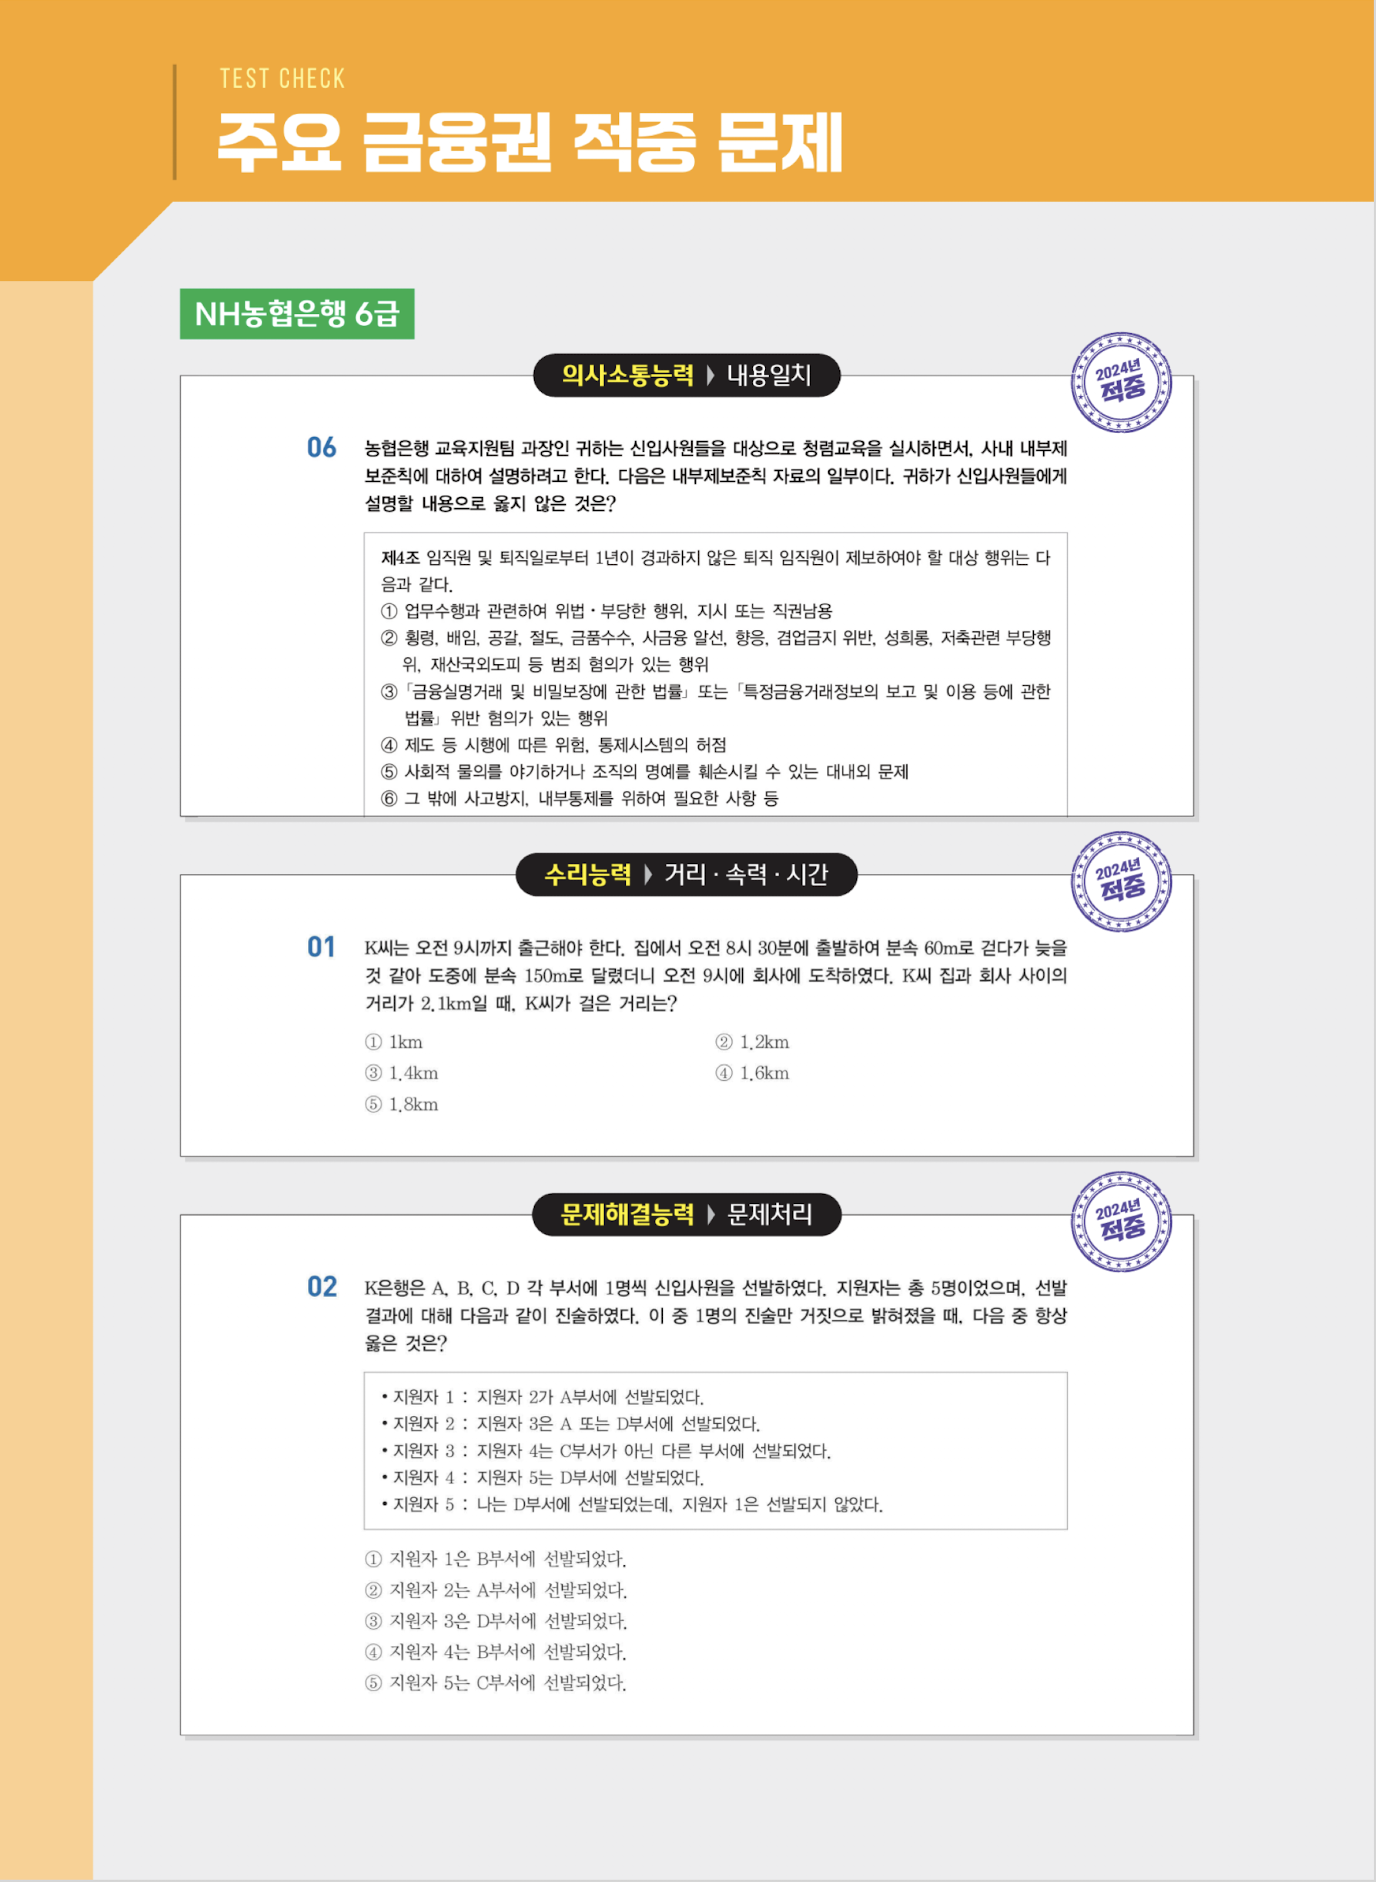 TEST CHECK
주요 금융권 적중 문제
NH농협은행 6급
의사소통능력 ▶ 내용일치
2024년
적중
06 농협은행 교육지원팀 과장인 귀하는 신입사원들을 대상으로 청렴교육을 실시하면서, 사내 내부제
보준칙에 대하여 설명하려고 한다. 다음은 내부제보준칙 자료의 일부이다. 귀하가 신입사원들에게
설명할 내용으로 옳지 않은 것은?
제4조 임직원 및 퇴직일로부터 1년이 경과하지 않은 퇴직 임직원이 제보하여야 할 대상 행위는 다
음과 같다.
① 업무수행과 관련하여 위법·부당한 행위, 지시 또는 직권남용
② 횡령, 배임, 공갈, 절도, 금품수수, 사금융 알선, 향응, 겸업금지 위반, 성희롱, 저축관련 부당행
위, 재산국외도피 등 범죄 혐의가 있는 행위
③ 「금융실명거래 및 비밀보장에 관한 법률」 또는 「특정금융거래정보의 보고 및 이용 등에 관한
법률」 위반 혐의가 있는 행위
④ 제도 등 시행에 따른 위험, 통제시스템의 허점
⑤ 사회적 물의를 야기하거나 조직의 명예를 훼손시킬 수 있는 대내외 문제
⑥ 그 밖에 사고방지, 내부통제를 위하여 필요한 사항 등
수리능력 ▶ 거리·속력·시간
2024년
적중
01 K씨는 오전 9시까지 출근해야 한다. 집에서 오전 8시 30분에 출발하여 분속 60m로 걷다가 늦을
것 같아 도중에 분속 150m로 달렸더니 오전 9시에 회사에 도착하였다. K씨 집과 회사 사이의
거리가 2.1km일 때, K씨가 걸은 거리는?
① 1km ② 1.2km
③ 1.4km ④ 1.6km
⑤ 1.8km
문제해결능력 ▶ 문제처리
2024년
적중
02 K은행은 A, B, C, D 각 부서에 1명씩 신입사원을 선발하였다. 지원자는 총 5명이었으며, 선발
결과에 대해 다음과 같이 진술하였다. 이 중 1명의 진술만 거짓으로 밝혀졌을 때, 다음 중 항상
옳은 것은?
• 지원자 1 : 지원자 2가 A부서에 선발되었다.
• 지원자 2 : 지원자 3은 A 또는 D부서에 선발되었다.
• 지원자 3 : 지원자 4는 C부서가 아닌 다른 부서에 선발되었다.
• 지원자 4 : 지원자 5는 D부서에 선발되었다.
• 지원자 5 : 나는 D부서에 선발되었는데, 지원자 1은 선발되지 않았다.
① 지원자 1은 B부서에 선발되었다.
② 지원자 2는 A부서에 선발되었다.
③ 지원자 3은 D부서에 선발되었다.
④ 지원자 4는 B부서에 선발되었다.
⑤ 지원자 5는 C부서에 선발되었다.